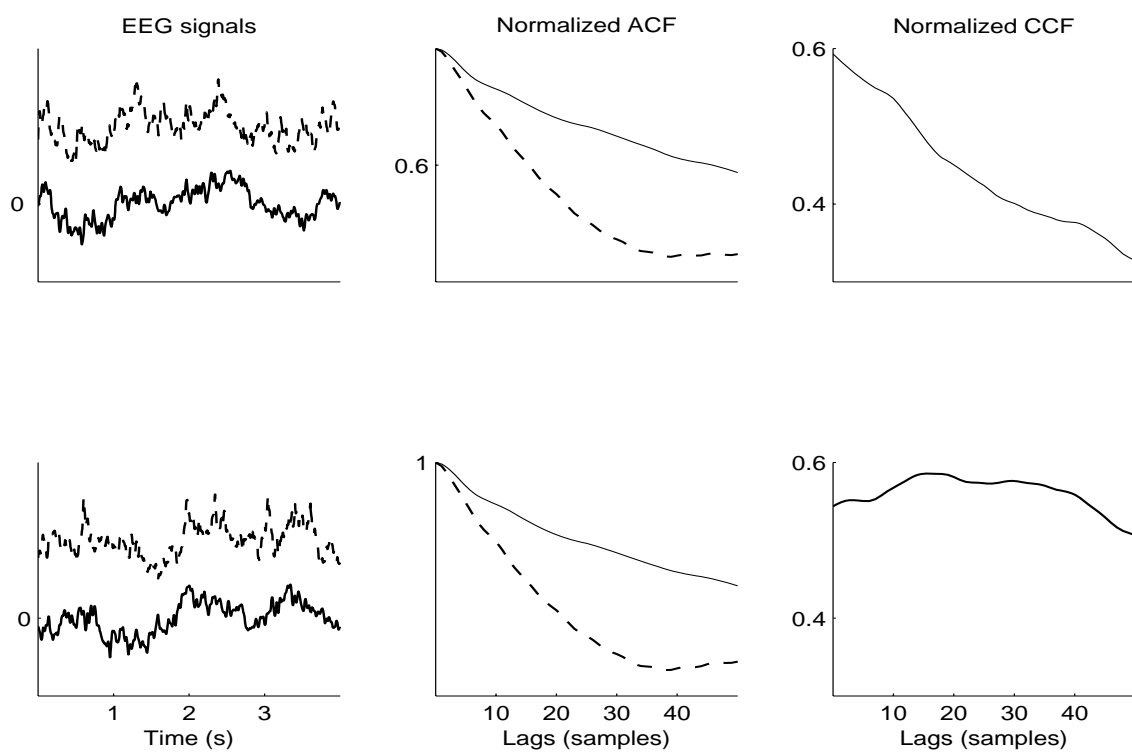 EEG signals
Normalized ACF
Normalized CCF
0.6
0.6
0
0.4
1
0.6
0
0.4
1 2 3
10 20 30 40
10 20 30 40
Time (s)
Lags (samples)
Lags (samples)